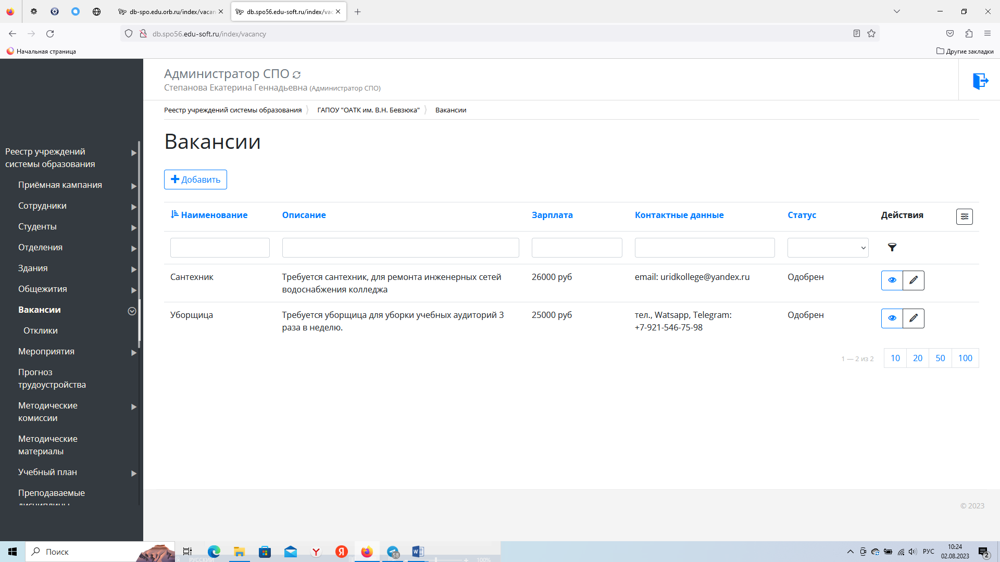 db-spo.edu.orb.ru/index/vacan
db.spo56.edu-soft.ru/index/vac
db.spo56.edu-soft.ru/index/vacancy
Начальная страница
Другие закладки
Администратор СПО
Степанова Екатерина Геннадьевна (Администратор СПО)
Реестр учреждений системы образования
ГАПОУ "ОАТК им. В.Н. Бевзюка"
Вакансии
Вакансии
Добавить
Реестр учреждений
системы образования
Приёмная кампания
Сотрудники
Студенты
Отделения
Здания
Общежития
Вакансии
Отклики
Мероприятия
Прогноз
трудоустройства
Методические
комиссии
Методические
материалы
Учебный план
Преподаваемые
дисциплины
Наименование Описание Зарплата Контактные данные Статус Действия
Сантехник Требуется сантехник, для ремонта инженерных сетей 26000 руб email: uridkollege@yandex.ru Одобрен
водоснабжения колледжа
Уборщица Требуется уборщица для уборки учебных аудиторий 3 25000 руб тел., Watsapp, Telegram: Одобрен
раза в неделю. +7-921-546-75-98
1 — 2 из 2 10 20 50 100
© 2023
Поиск
58
РУС
10:24
02.08.2023
2
РУССКИЙ
100%